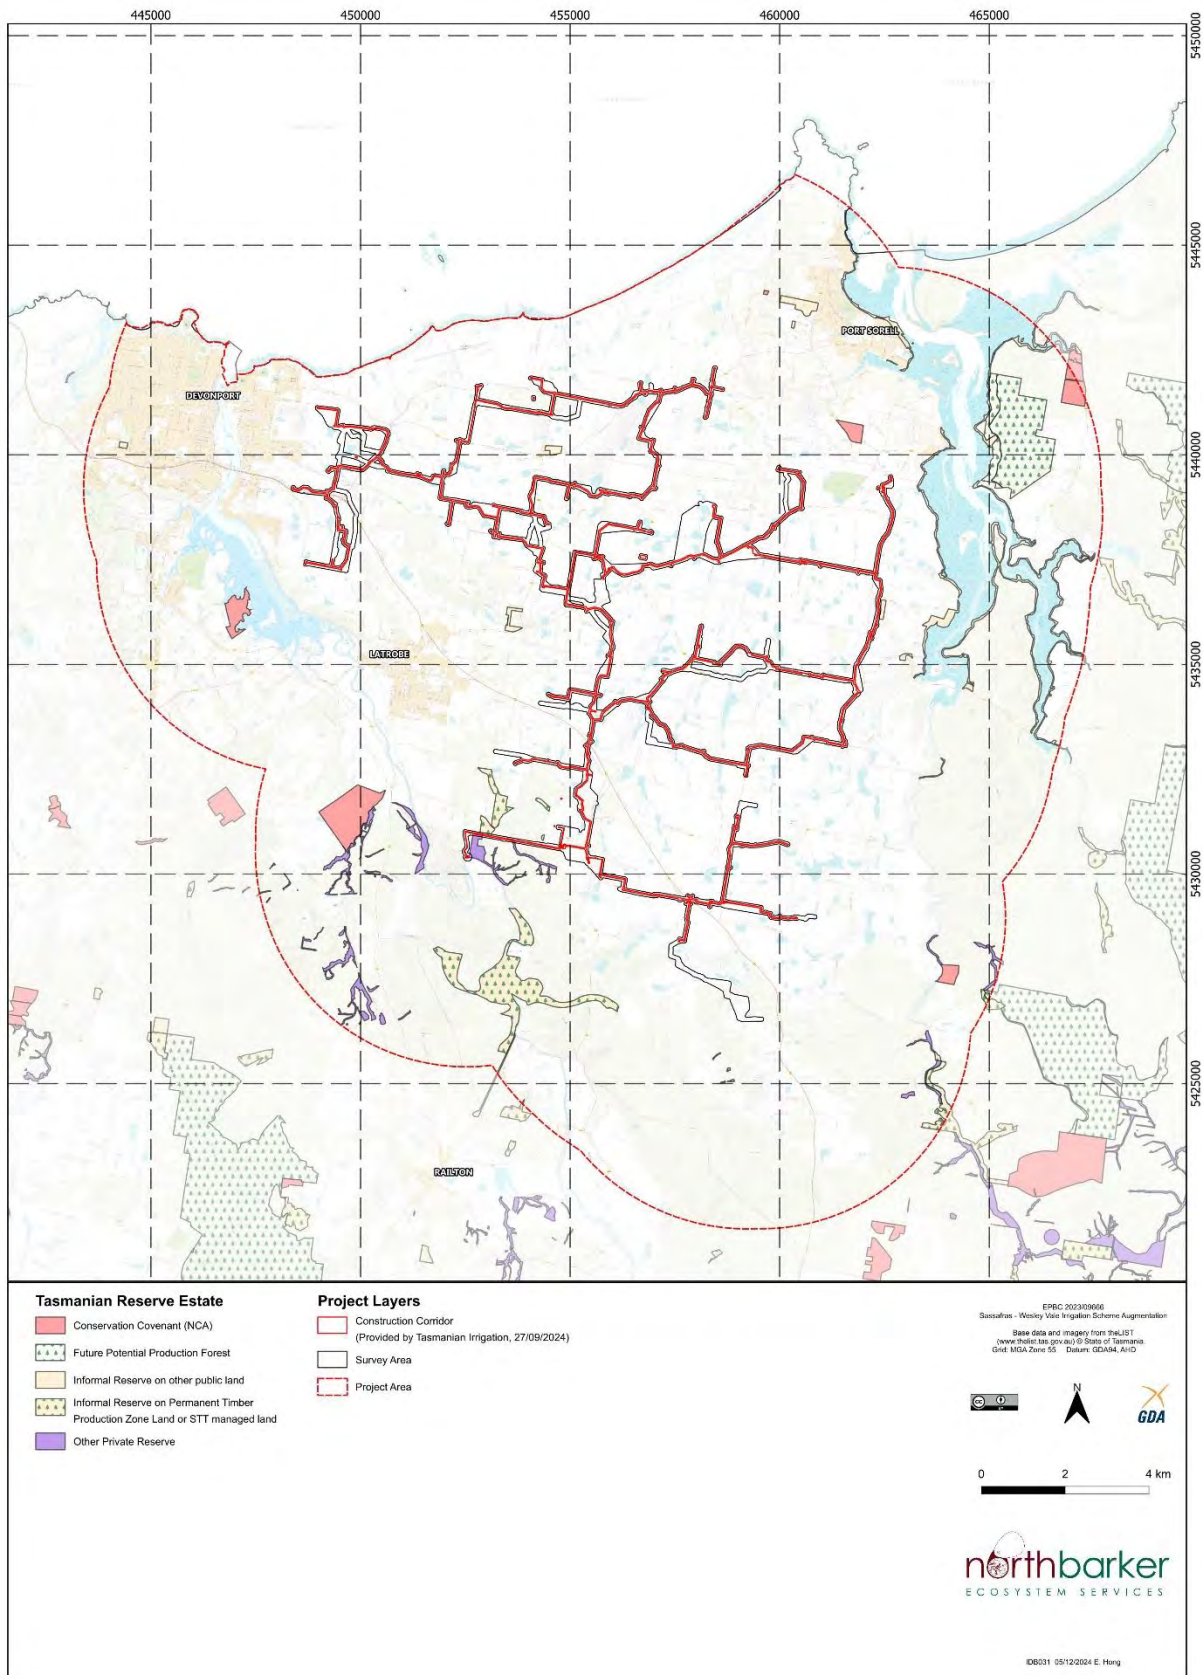 445000 450000 455000 460000 465000
5450000
5445000
5440000
5435000
5430000
5425000
PORT SORELL
DEVONPORT
LATROBE
RAILTON
Tasmanian Reserve Estate
Conservation Covenant (NCA)
Future Potential Production Forest
Informal Reserve on other public land
Informal Reserve on Permanent Timber
Production Zone Land or STT managed land
Other Private Reserve
Project Layers
Construction Corridor
(Provided by Tasmanian Irrigation, 27/09/2024)
Survey Area
Project Area
EPBC 2023/09666
Sassafras - Wesley Vale Irrigation Scheme Augmentation
Base data and imagery from theLIST
(www.thelist.tas.gov.au) © State of Tasmania.
Grid: MGA Zone 55 Datum: GDA94, AHD
N
GDA
0 2 4 km
northbarker
ECOSYSTEM SERVICES
IDB031 05/12/2024 E. Hong